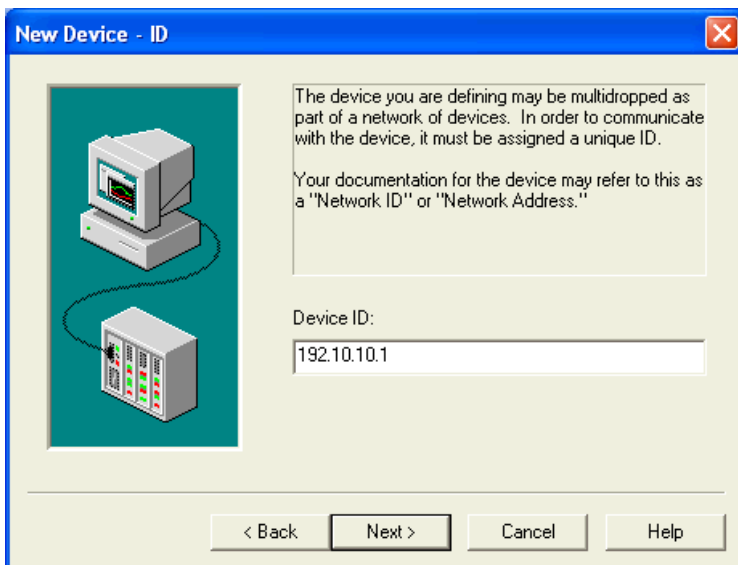 New Device - ID
The device you are defining may be multidropped as
part of a network of devices.  In order to communicate
with the device, it must be assigned a unique ID.
Your documentation for the device may refer to this as
a "Network ID" or "Network Address."
Device ID:
192.10.10.1
< Back Next > Cancel Help